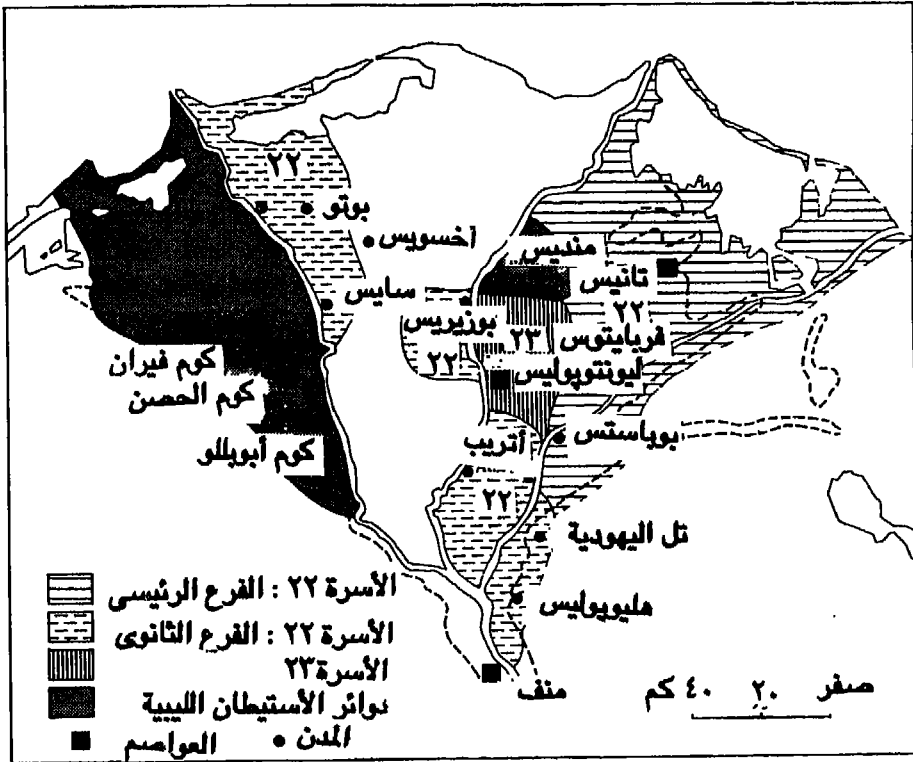 ٢٢
بوتو
أخسويس
منديس
تانيس
سايس
٢٢
بوزيريس
٢٣
فربايتوس
٢٢
ليونتوبوليس
كوم فيران
كوم الحصن
بوباستس
أتريب
كوم أبوبللو
٢٢
تل اليهودية
الأسرة ٢٢ : الفرع الرئيسى
هليوبوليس
الأسرة ٢٢ : الفرع الثانوى
الأسرة ٢٣
منف
صفر ٢٠ ٤٠ كم
دوائر الأستيطان الليبية
المدن
العواصم